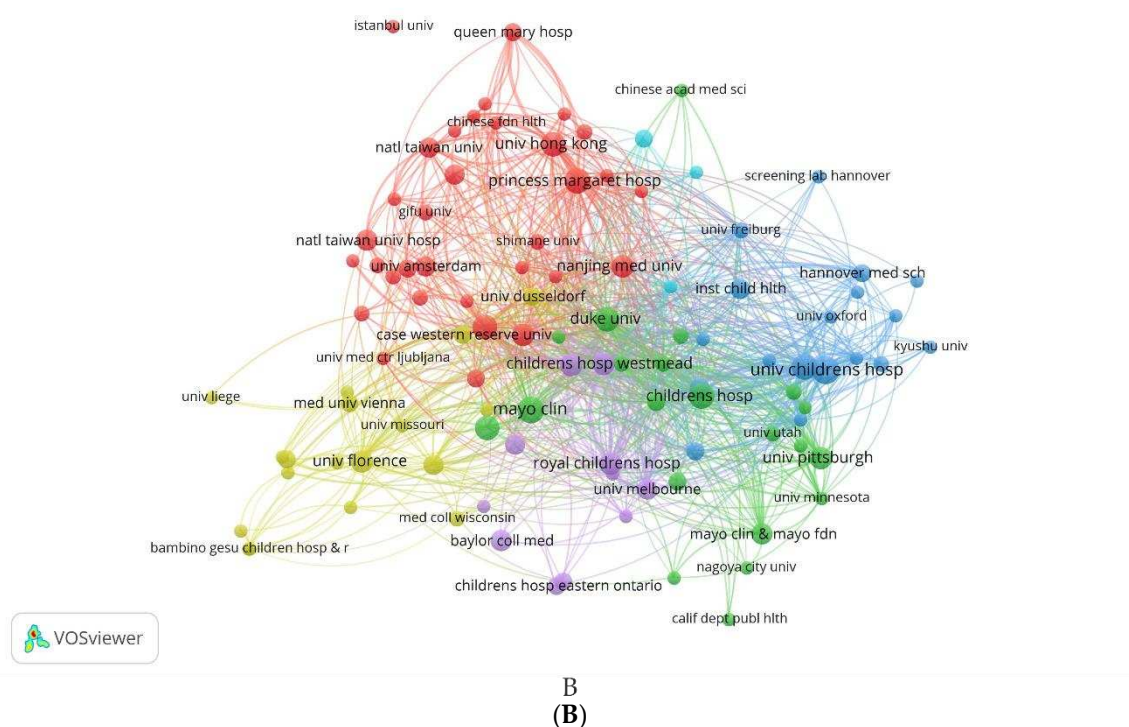 istanbul univ
queen mary hosp
chinese acad med sci
chinese fdn hlth
natl taiwan univ
univ hong kong
princess margaret hosp
screening lab hannover
gifu univ
univ freiburg
natl taiwan univ hosp
shimane univ
univ amsterdam
nanjing med univ
hannover med sch
inst child hlth
univ dusseldorf
duke univ
univ oxford
case western reserve univ
kyushu univ
univ med ctr ljubljana
childrens hosp westmead
univ childrens hosp
univ liege
med univ vienna
mayo clin
childrens hosp
univ missouri
univ utah
univ florence
royal childrens hosp
univ pittsburgh
univ melbourne
univ minnesota
med coll wisconsin
baylor coll med
mayo clin & mayo fdn
bambino gesu children hosp & r
nagoya city univ
childrens hosp eastern ontario
calif dept publ hlth
VOSviewer
B
(B)